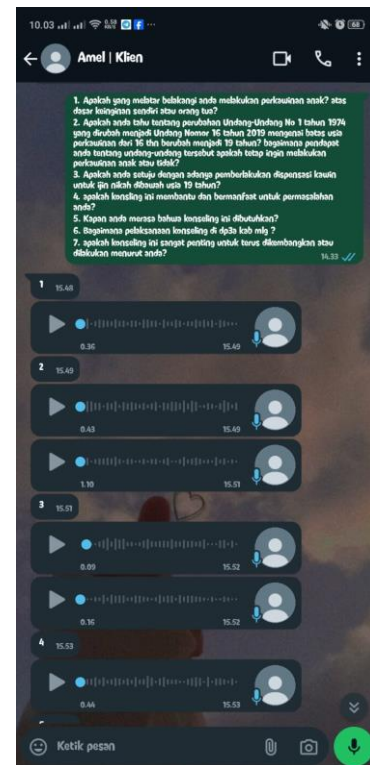 10.03
0.58
KB/S
68
Amel | Klien
1. Apakah yang melatar belakangi anda melakukan perkawinan anak? atas
dasar keinginan sendiri atau orang tua?
2. Apakah anda tahu tentang perubahan Undang-Undang No 1 tahun 1974
yang dirubah menjadi Undang Nomor 16 tahun 2019 mengenai batas usia
perkawinan dari 16 thn berubah menjadi 19 tahun? bagaimana pendapat
anda tentang undang-undang tersebut apakah tetap ingin melakukan
perkawinan anak atau tidak?
3. Apakah anda setuju dengan adanya pemberlakuan dispensasi kawin
untuk ijin nikah dibawah usia 19 tahun?
4. apakah konsling ini membantu dan bermanfaat untuk permasalahan
anda?
5. Kapan anda merasa bahwa konseling ini dibutuhkan?
6. Bagaimana pelaksanaan konseling di dp3a kab mlg ?
7. apakah konseling ini sangat penting untuk terus dikembangkan atau
dilakukan menurut anda?
14.33
1 15.48
0.36 15.49
2 15.49
0.43 15.49
1.10 15.51
3 15.51
0.09 15.52
0.16 15.52
4 15.53
0.44 15.53
Ketik pesan